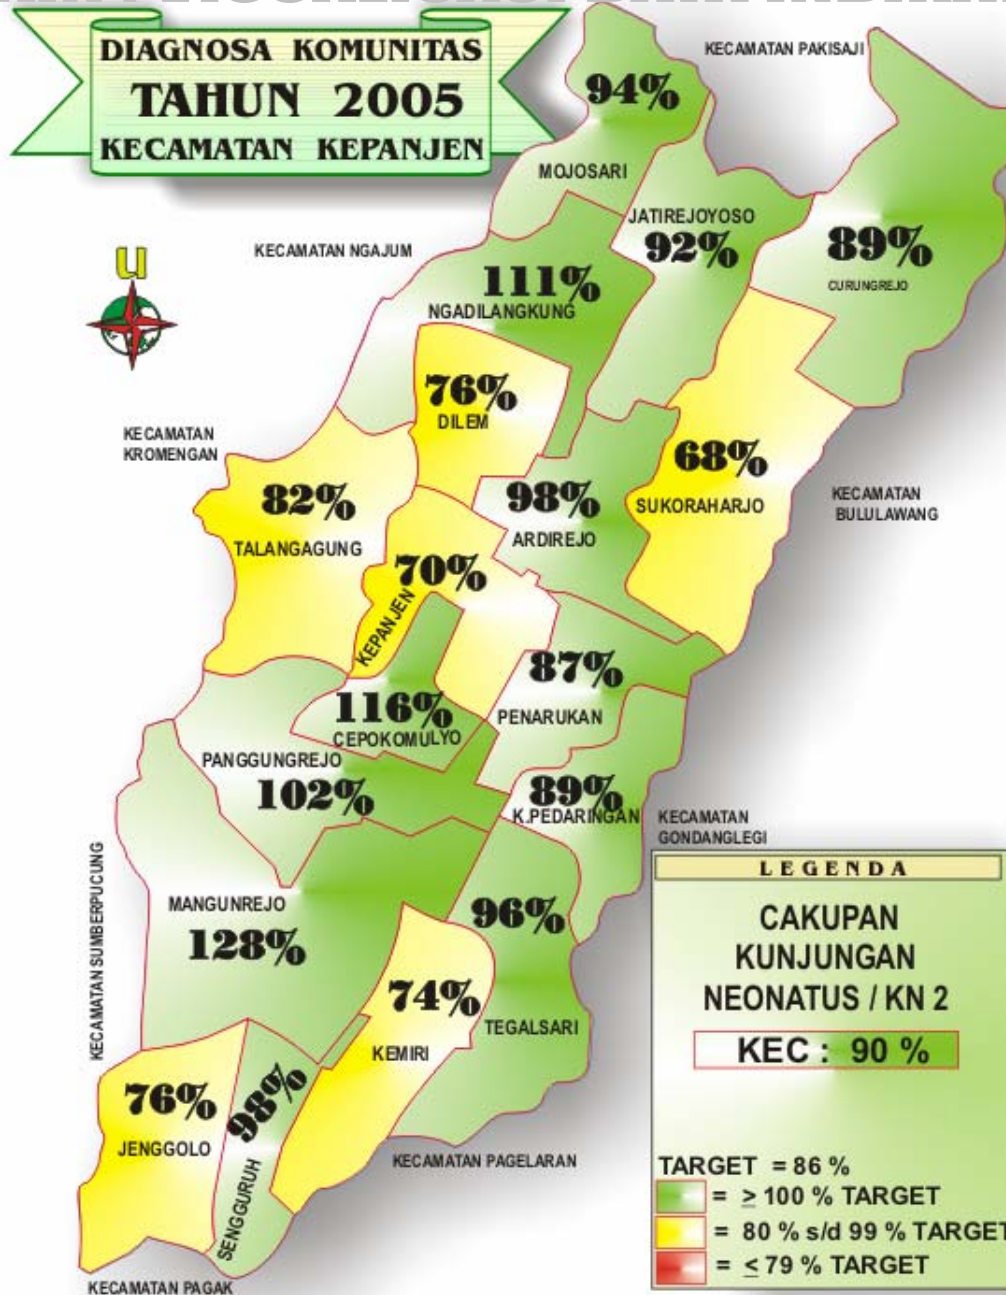 DIAGNOSA KOMUNITAS
TAHUN 2005
KECAMATAN KEPANJEN
KECAMATAN PAKISAJI
94%
MOJOSARI
JATIREJOYOSO
92%
89%
CURUNGREJO
KECAMATAN NGAJUM
U
111%
NGADILANGKUNG
76%
DILEM
KECAMATAN
KROMENGAN
82%
TALANGAGUNG
98%
ARDIREJO
68%
SUKORAHARJO
KECAMATAN
BULULAWANG
70%
KEPANJEN
87%
PENARUKAN
116%
CEPOKOMULYO
PANGGUNGREJO
102%
89%
K.PEDARINGAN
KECAMATAN
GONDANGLEGI
KECAMATAN SUMBERPUCUNG
MANGUNREJO
128%
96%
TEGALSARI
74%
KEMIRI
76%
JENGGOLO
98%
SENGGURUH
KECAMATAN PAGELARAN
KECAMATAN PAGAK
LEGENDA
CAKUPAN
KUNJUNGAN
NEONATUS / KN 2
KEC : 90 %
TARGET = 86 %
= ≥ 100 % TARGET
= 80 % s/d 99 % TARGET
= ≤ 79 % TARGET